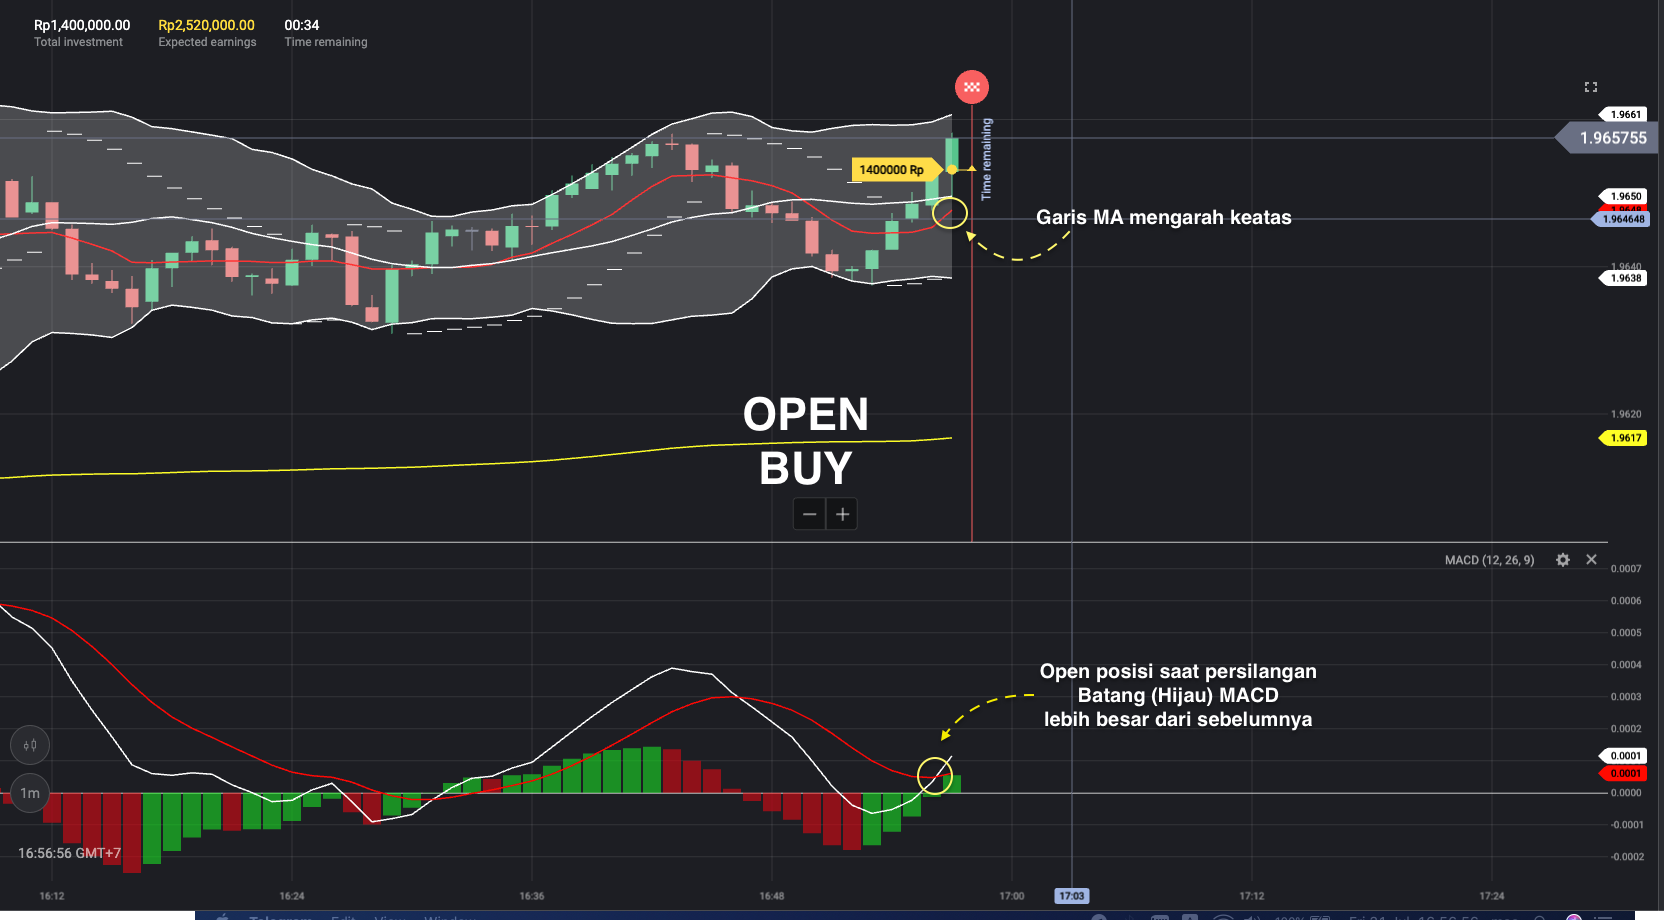 Rp1,400,000.00 Rp2,520,000.00 00:34
Total investment Expected earnings Time remaining
1.9661
1.965755
Time remaining
1400000 Rp
1.9650
1.964648
Garis MA mengarah keatas
1.9640
1.9638
OPEN
BUY
1.9620
1.9617
MACD (12, 26, 9)
0.0007
0.0006
0.0005
0.0004
Open posisi saat persilangan
Batang (Hijau) MACD
lebih besar dari sebelumnya
0.0003
0.0002
0.0001
0.0001
1m
0.0000
-0.0001
16:56:56 GMT+7
-0.0002
16:12 16:24 16:36 16:48 17:00 17:03 17:12 17:24